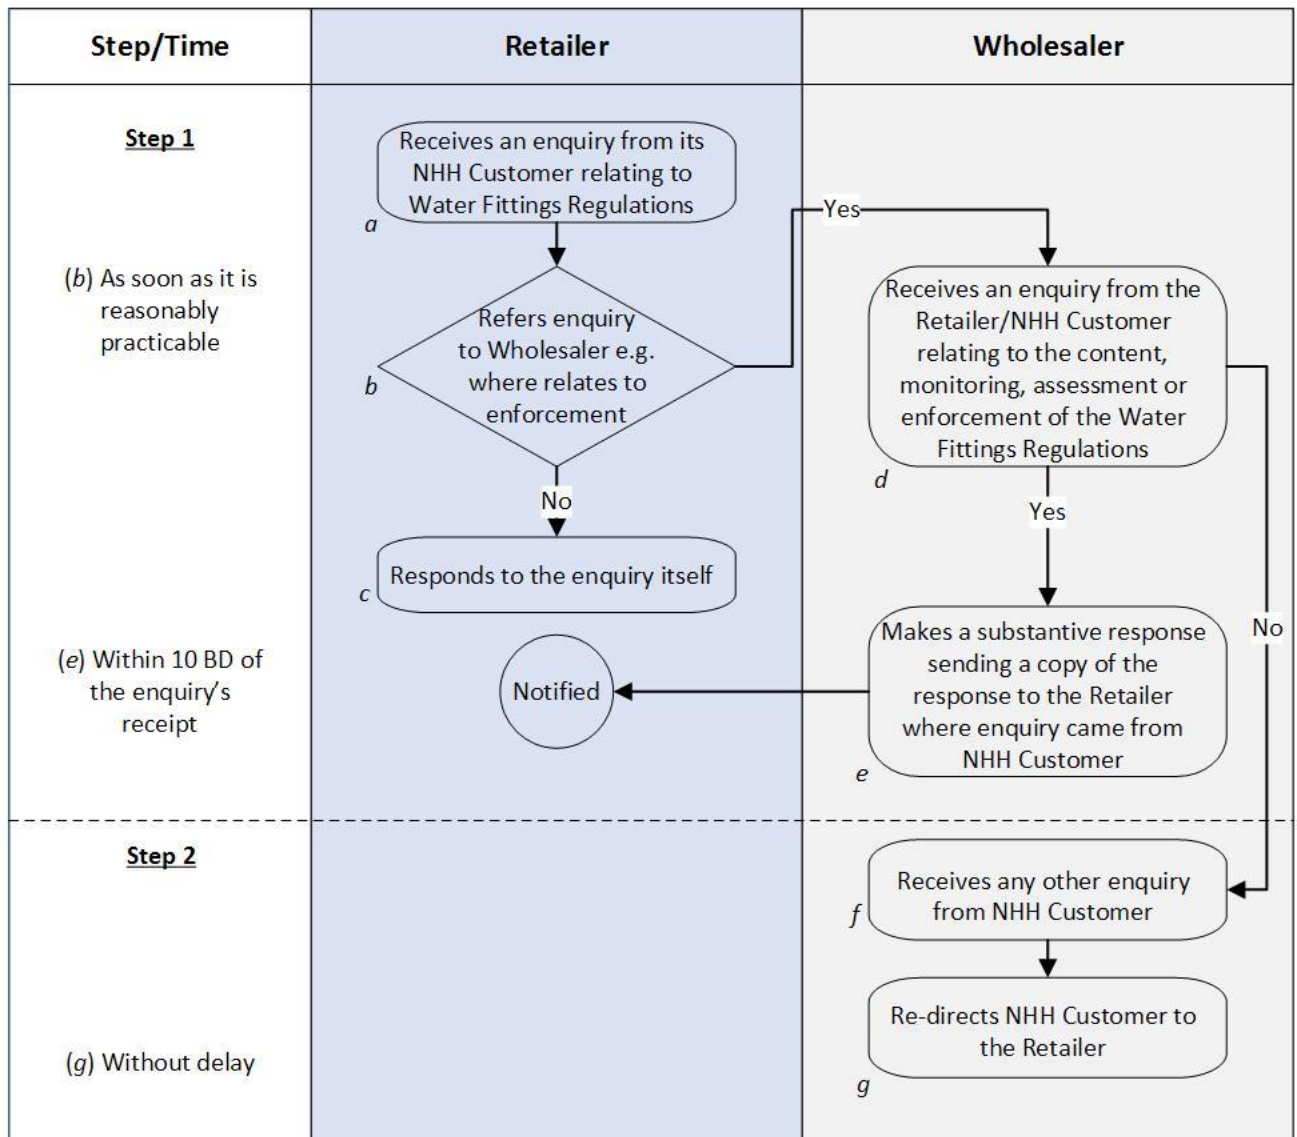 Step/Time
Retailer
Wholesaler
Step 1
Receives an enquiry from its
NHH Customer relating to
Water Fittings Regulations
a
Yes
(b) As soon as it is
reasonably
practicable
Refers enquiry
to Wholesaler e.g.
where relates to
enforcement
b
Receives an enquiry from the
Retailer/NHH Customer
relating to the content,
monitoring, assessment or
enforcement of the Water
Fittings Regulations
d
No
Yes
Responds to the enquiry itself
c
No
(e) Within 10 BD of
the enquiry's
receipt
Notified
Makes a substantive response
sending a copy of the
response to the Retailer
where enquiry came from
NHH Customer
e
Step 2
Receives any other enquiry
from NHH Customer
f
(g) Without delay
Re-directs NHH Customer to
the Retailer
g